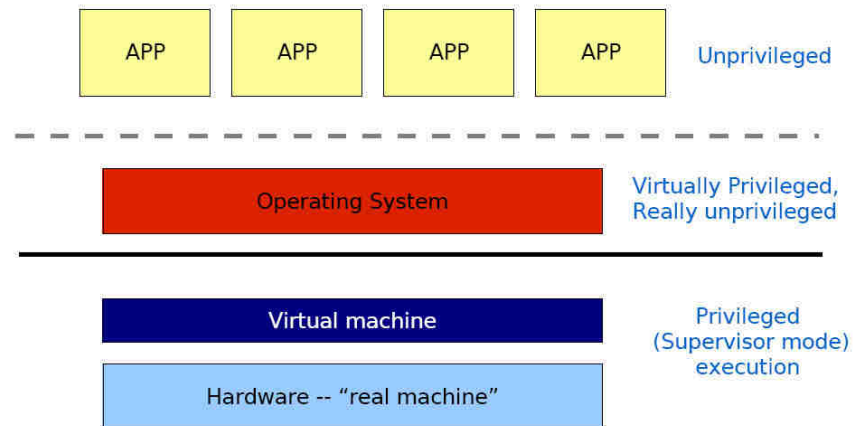 APP APP APP APP Unprivileged
Virtually Privileged,
Operating System
Really unprivileged
Virtual machine
Privileged
(Supervisor mode)
execution
Hardware -- “real machine”